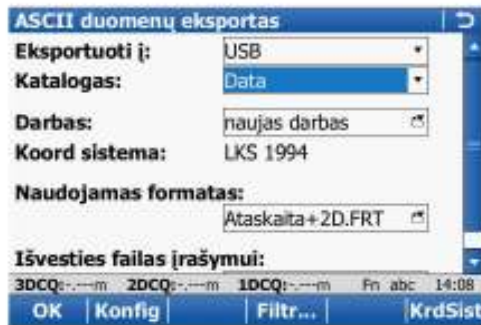 ASCII duomenų eksportas
Eksportuoti į: USB
Katalogas: Data
Darbas: naujas darbas
Koord sistema: LKS 1994
Naudojamas formatas:
Ataskaita+2D.FRT
Išvesties failas įrašymui:
3DCQ:-.---m 2DCQ:-.---m 1DCQ:-.---m Fn abc 14:08
OK Konfig Filtr... KrdSist